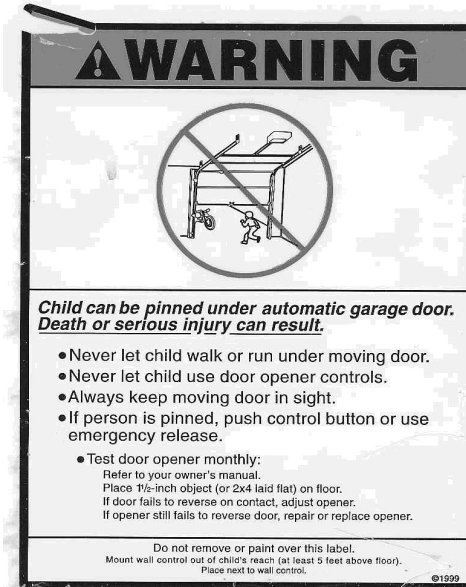 WARNING
Child can be pinned under automatic garage door.
Death or serious injury can result.
• Never let child walk or run under moving door.
• Never let child use door opener controls.
• Always keep moving door in sight.
• If person is pinned, push control button or use
emergency release.
• Test door opener monthly:
Refer to your owner's manual.
Place 1½-inch object (or 2x4 laid flat) on floor.
If door fails to reverse on contact, adjust opener.
If opener still fails to reverse door, repair or replace opener.
Do not remove or paint over this label.
Mount wall control out of child's reach (at least 5 feet above floor).
Place next to wall control.
©1999